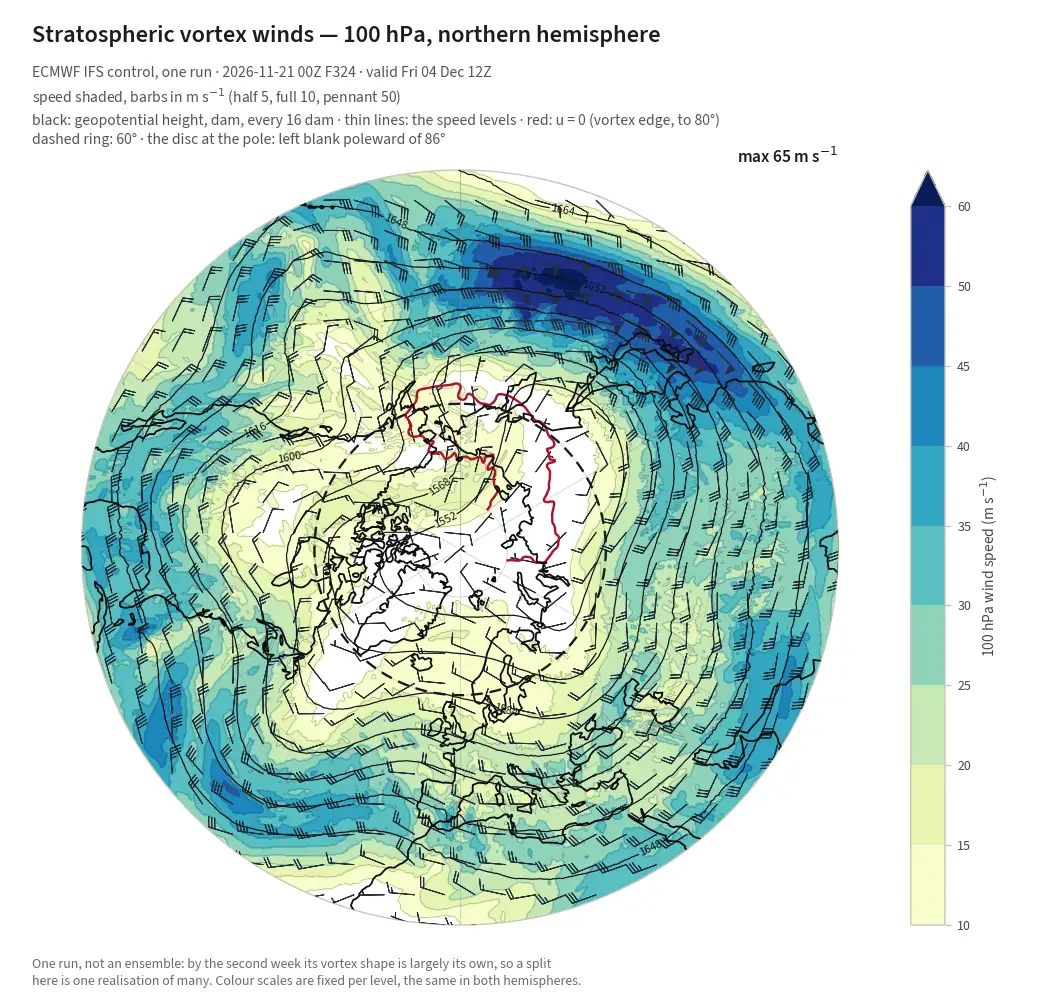 Stratospheric vortex winds — 100 hPa, northern hemisphere
ECMWF IFS control, one run · 2026-11-21 00Z F324 · valid Fri 04 Dec 12Z
speed shaded, barbs in m s⁻¹ (half 5, full 10, pennant 50)
black: geopotential height, dam, every 16 dam · thin lines: the speed levels · red: u = 0 (vortex edge, to 80°)
dashed ring: 60° · the disc at the pole: left blank poleward of 86°
max 65 m s⁻¹
1664
1648
1632
1616
1600
1568
1552
1648
60
50
45
40
35
30
25
20
15
10
100 hPa wind speed (m s⁻¹)
One run, not an ensemble: by the second week its vortex shape is largely its own, so a split
here is one realisation of many. Colour scales are fixed per level, the same in both hemispheres.